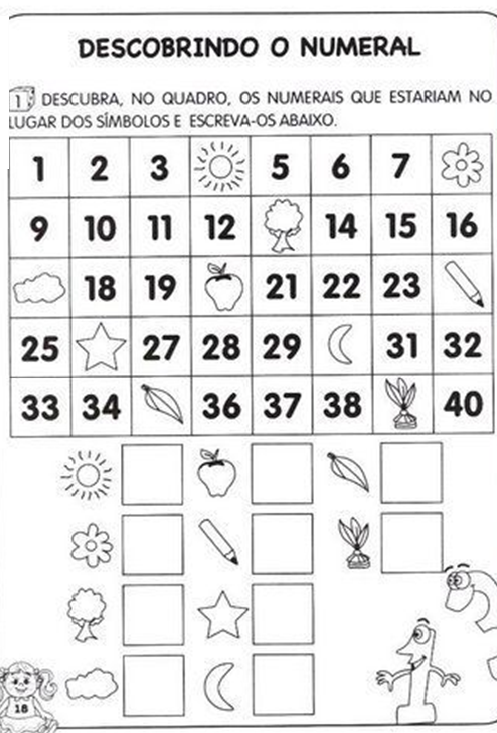 DESCOBRINDO O NUMERAL
1 DESCUBRA, NO QUADRO, OS NUMERAIS QUE ESTARIAM NO
LUGAR DOS SÍMBOLOS E ESCREVA-OS ABAIXO.
1 2 3 5 6 7
9 10 11 12 14 15 16
18 19 21 22 23
25 27 28 29 31 32
33 34 36 37 38 40
18